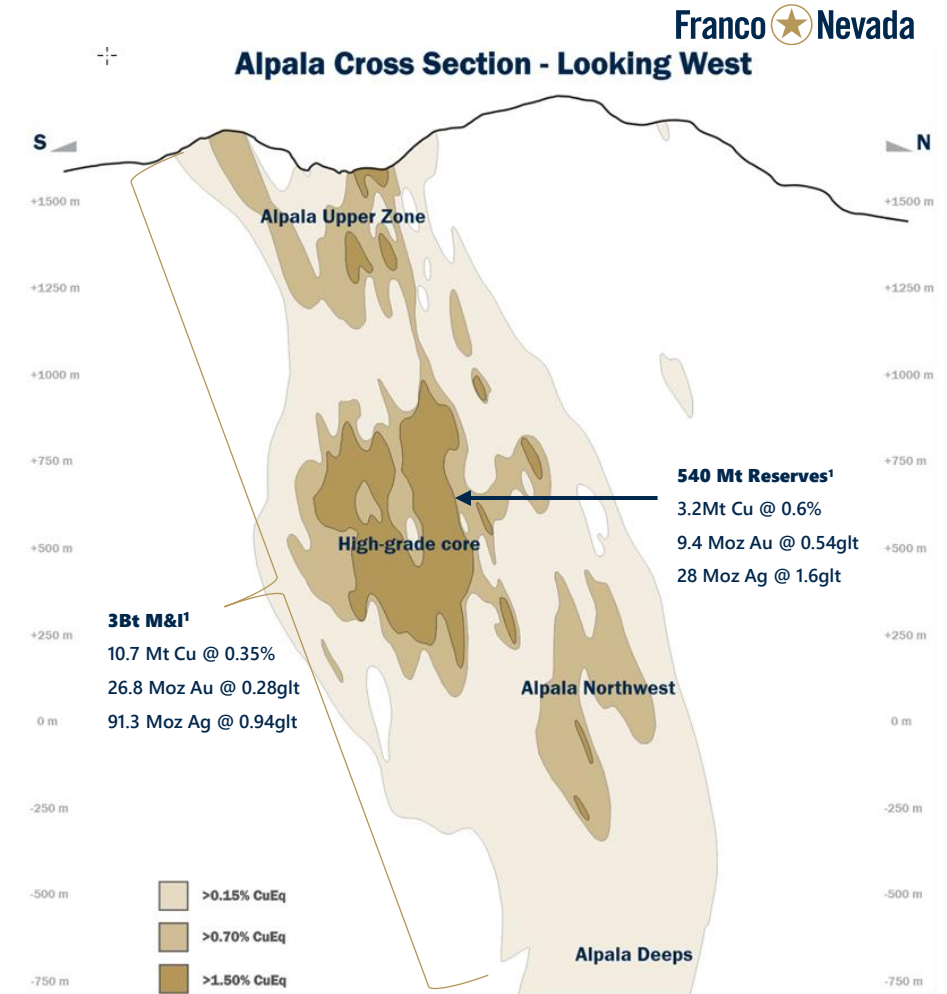 Franco Nevada
Alpala Cross Section - Looking West
S
N
+1500 m
+1500 m
Alpala Upper Zone
+1250 m
+1250 m
+1000 m
+1000 m
+750 m
+750 m
540 Mt Reserves¹
3.2Mt Cu @ 0.6%
9.4 Moz Au @ 0.54glt
28 Moz Ag @ 1.6glt
High-grade core
+500 m
+500 m
3Bt M&I¹
10.7 Mt Cu @ 0.35%
26.8 Moz Au @ 0.28glt
91.3 Moz Ag @ 0.94glt
+250 m
+250 m
Alpala Northwest
0 m
0 m
-250 m
-250 m
>0.15% CuEq
-500 m
-500 m
>0.70% CuEq
Alpala Deeps
>1.50% CuEq
-750 m
-750 m